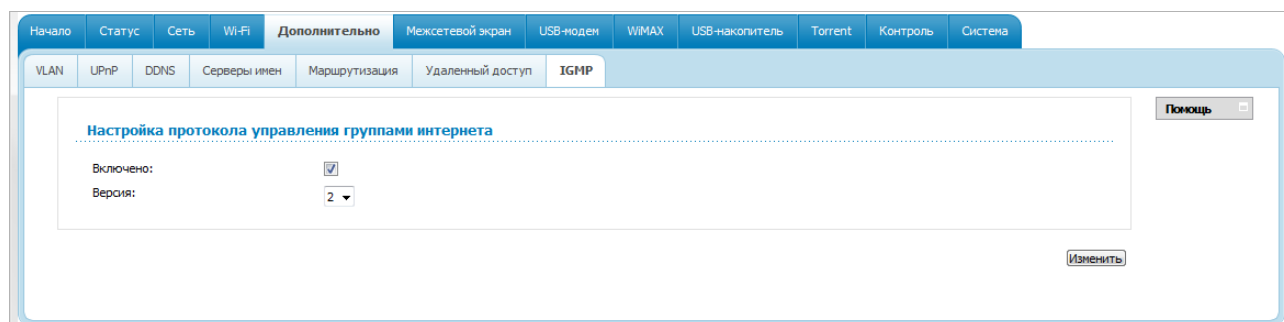 Начало Статус Сеть Wi-Fi Дополнительно Межсетевой экран USB-модем WiMAX USB-накопитель Torrent Контроль Система
VLAN UPnP DDNS Серверы имен Маршрутизация Удаленный доступ IGMP
Помощь
Настройка протокола управления группами интернета
Включено:
Версия: 2
Изменить